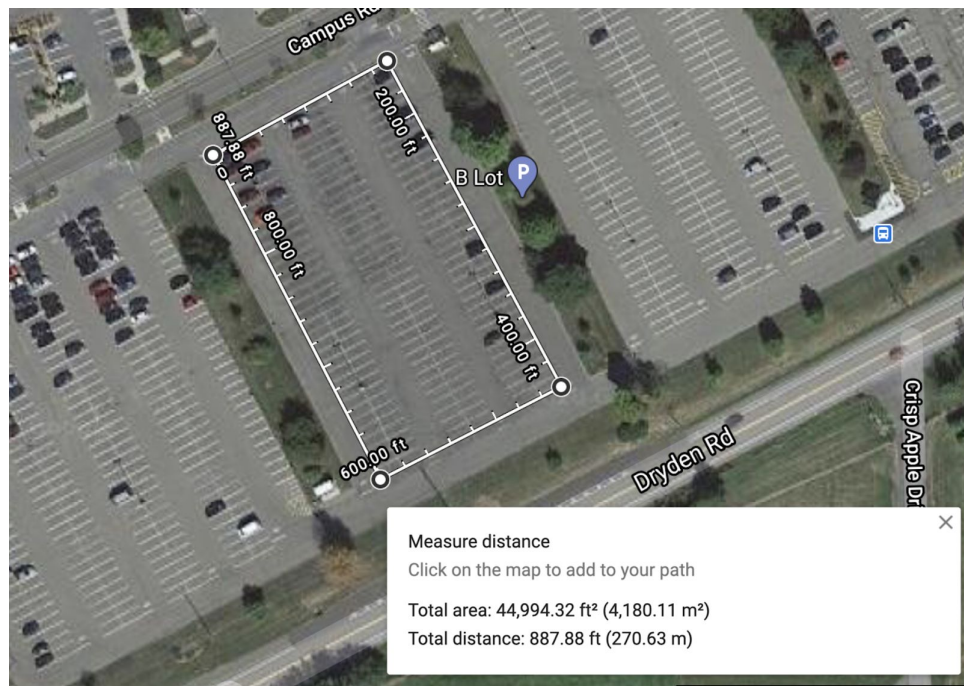 Campus Rd
200.00 ft
887.88 ft
0
B Lot
P
800.00 ft
400.00 ft
Crisp Apple Dri
600.00 ft
Dryden Rd
Measure distance
Click on the map to add to your path
Total area: 44,994.32 ft² (4,180.11 m²)
Total distance: 887.88 ft (270.63 m)